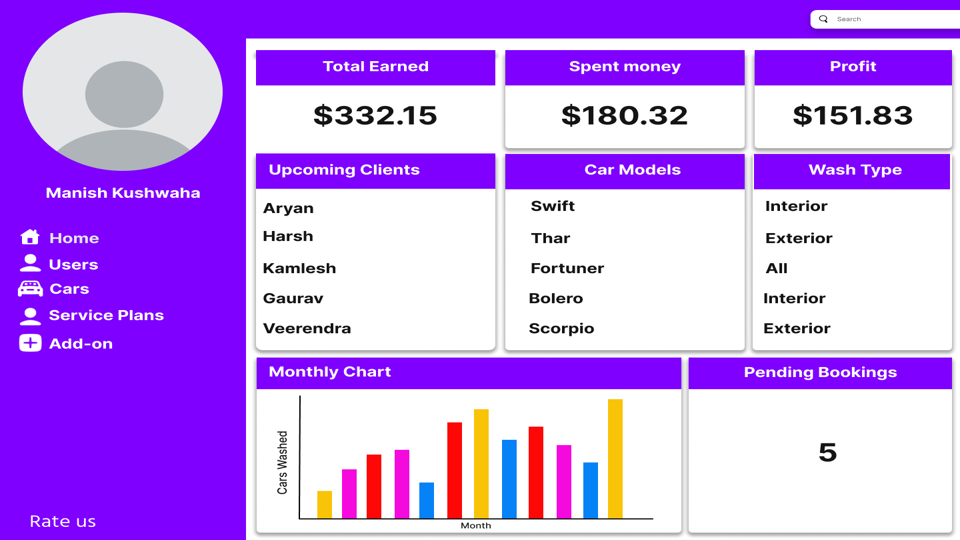 Search
Manish Kushwaha
Home
Users
Cars
Service Plans
Add-on
Rate us
Total Earned
$332.15
Spent money
$180.32
Profit
$151.83
Upcoming Clients
Aryan
Harsh
Kamlesh
Gaurav
Veerendra
Car Models
Swift
Thar
Fortuner
Bolero
Scorpio
Wash Type
Interior
Exterior
All
Interior
Exterior
Monthly Chart
Cars Washed
Month
Pending Bookings
5